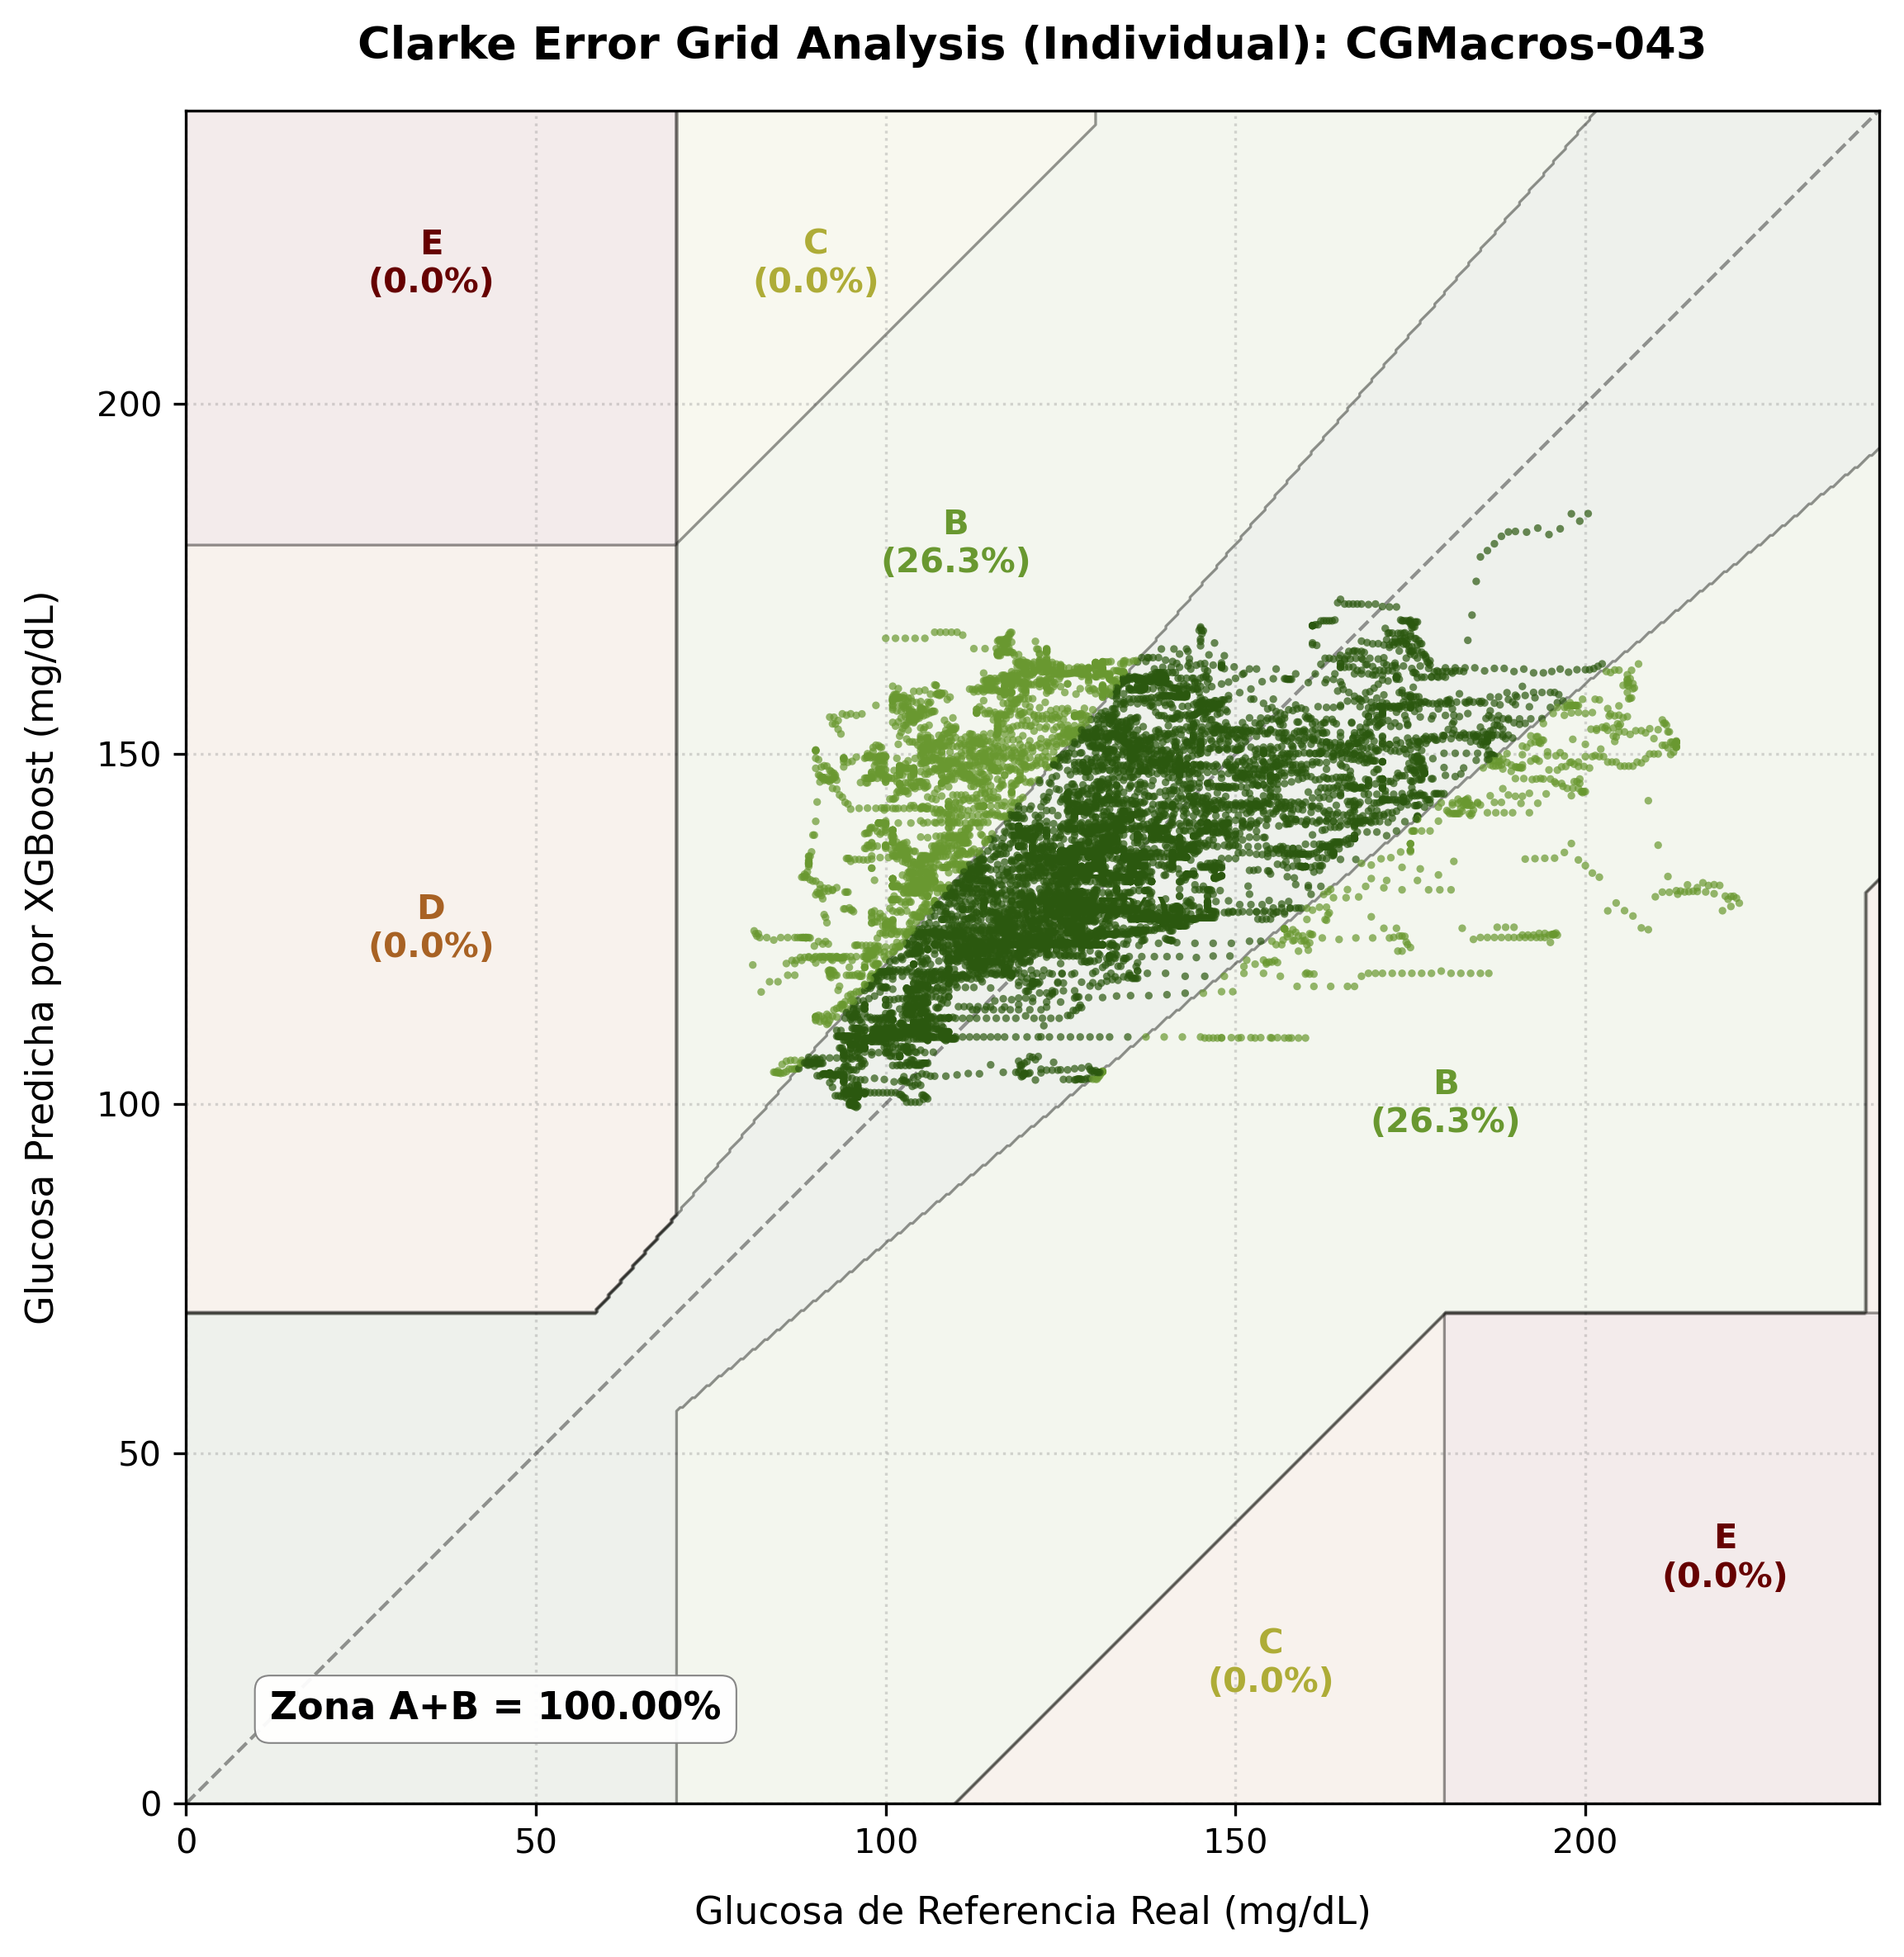 Clarke Error Grid Analysis (Individual): CGMacros-043
E
(0.0%)
C
(0.0%)
B
(26.3%)
D
(0.0%)
B
(26.3%)
E
(0.0%)
C
(0.0%)
Zona A+B = 100.00%
200
150
100
50
0
0
50
100
150
200
Glucosa Predicha por XGBoost (mg/dL)
Glucosa de Referencia Real (mg/dL)